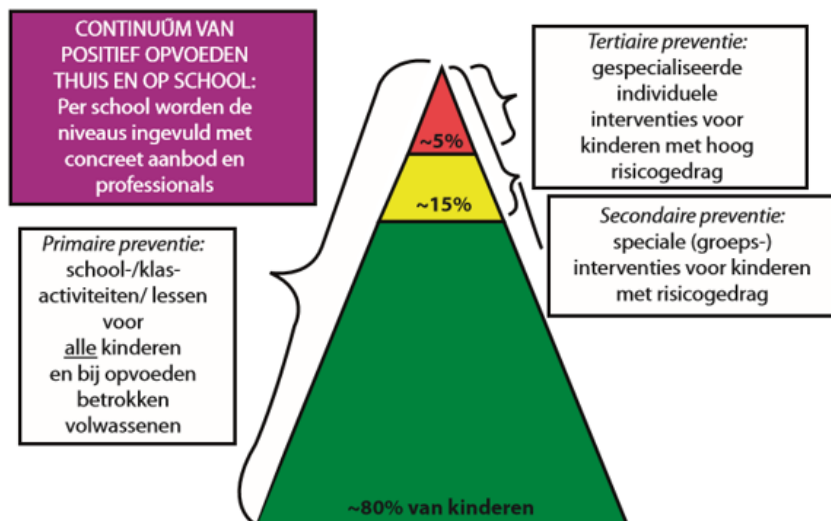 CONTINUÜM VAN
POSITIEF OPVOEDEN
THUIS EN OP SCHOOL:
Per school worden de
niveaus ingevuld met
concreet aanbod en
professionals
Tertiaire preventie:
gespecialiseerde
individuele
interventies voor
kinderen met hoog
risicogedrag
~5%
~15%
Secondaire preventie:
speciale (groeps-)
interventies voor kinderen
met risicogedrag
Primaire preventie:
school-/klas-
activiteiten/ lessen
voor
alle kinderen
en bij opvoeden
betrokken
volwassenen
~80% van kinderen